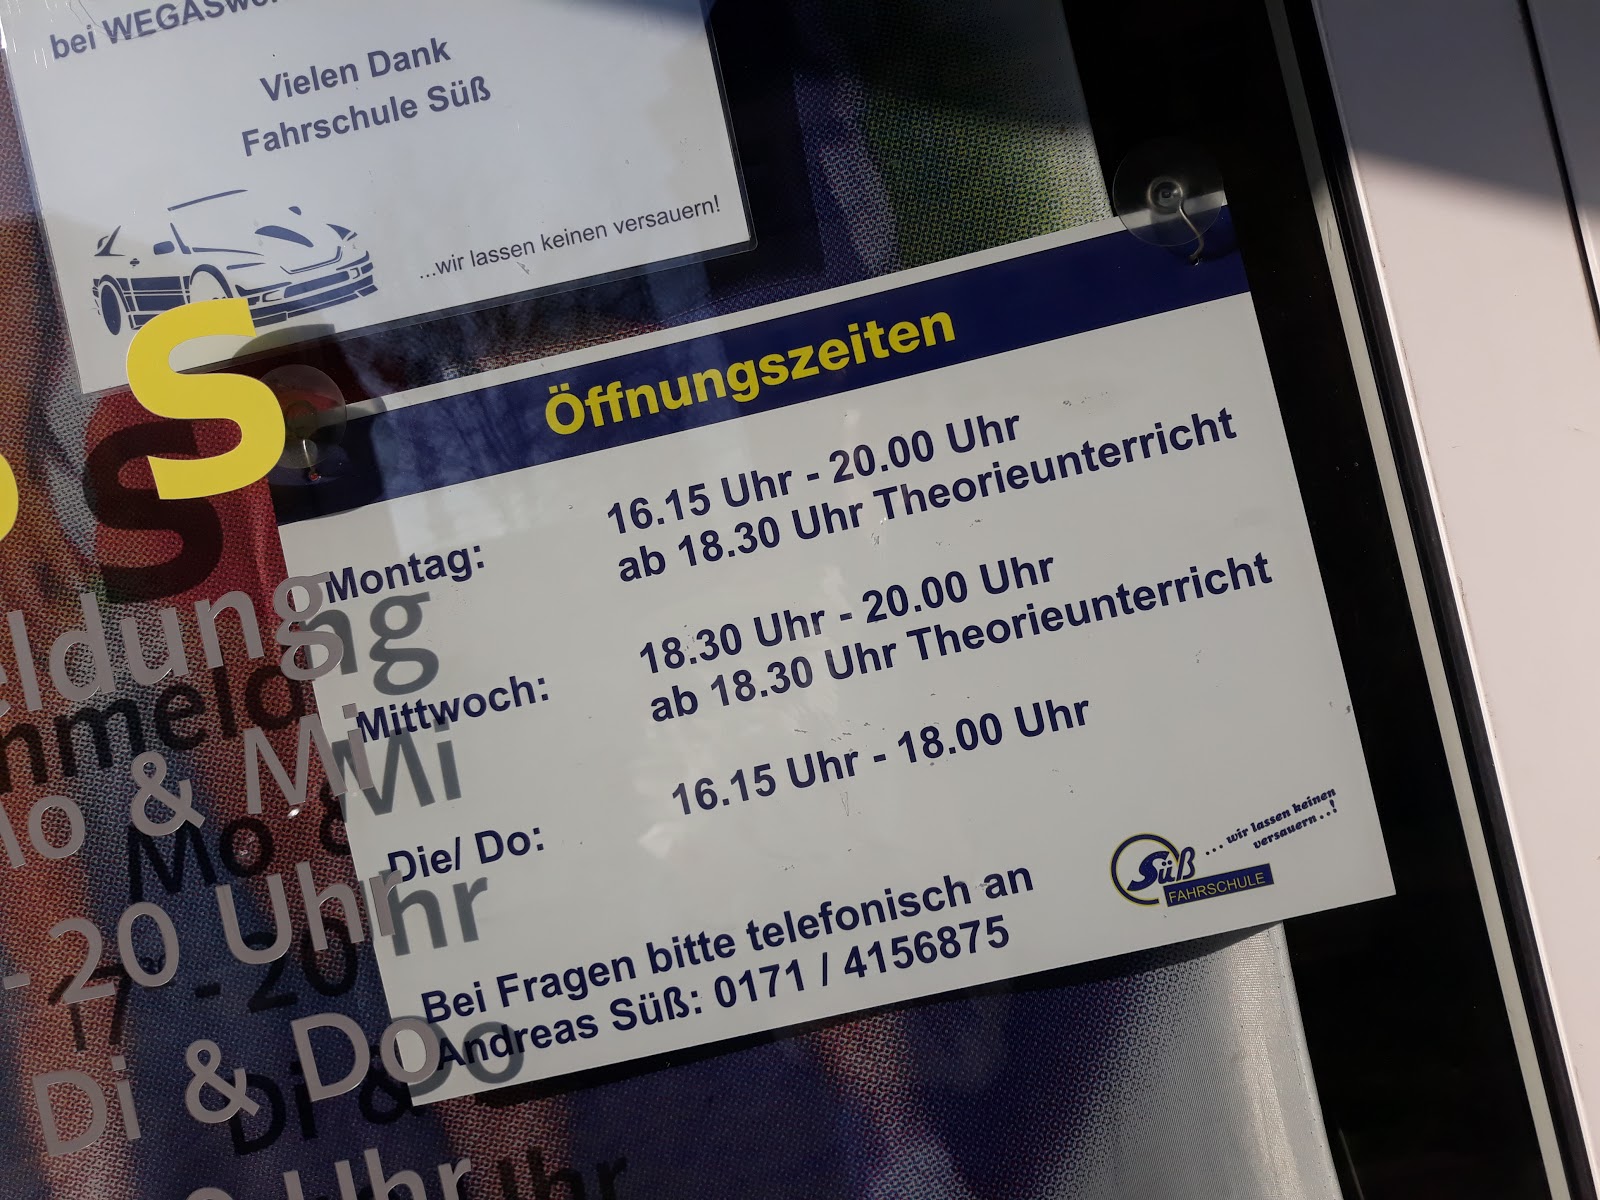 bei
Vielen Dank
Fahrschule Süß
...wir lassen keinen versauern!
S
Öffnungszeiten
Montag: 16.15 Uhr - 20.00 Uhr
ab 18.30 Uhr Theorieunterricht
Mittwoch: 18.30 Uhr - 20.00 Uhr
ab 18.30 Uhr Theorieunterricht
Die/ Do: 16.15 Uhr - 18.00 Uhr
Bei Fragen bitte telefonisch an
Andreas Süß: 0171 / 4156875
Süß
FAHRSCHULE
... wir lassen keinen
versauern ..!
eldung
Mo & Mi
- 20 Uhr
Di & Do
Uhr